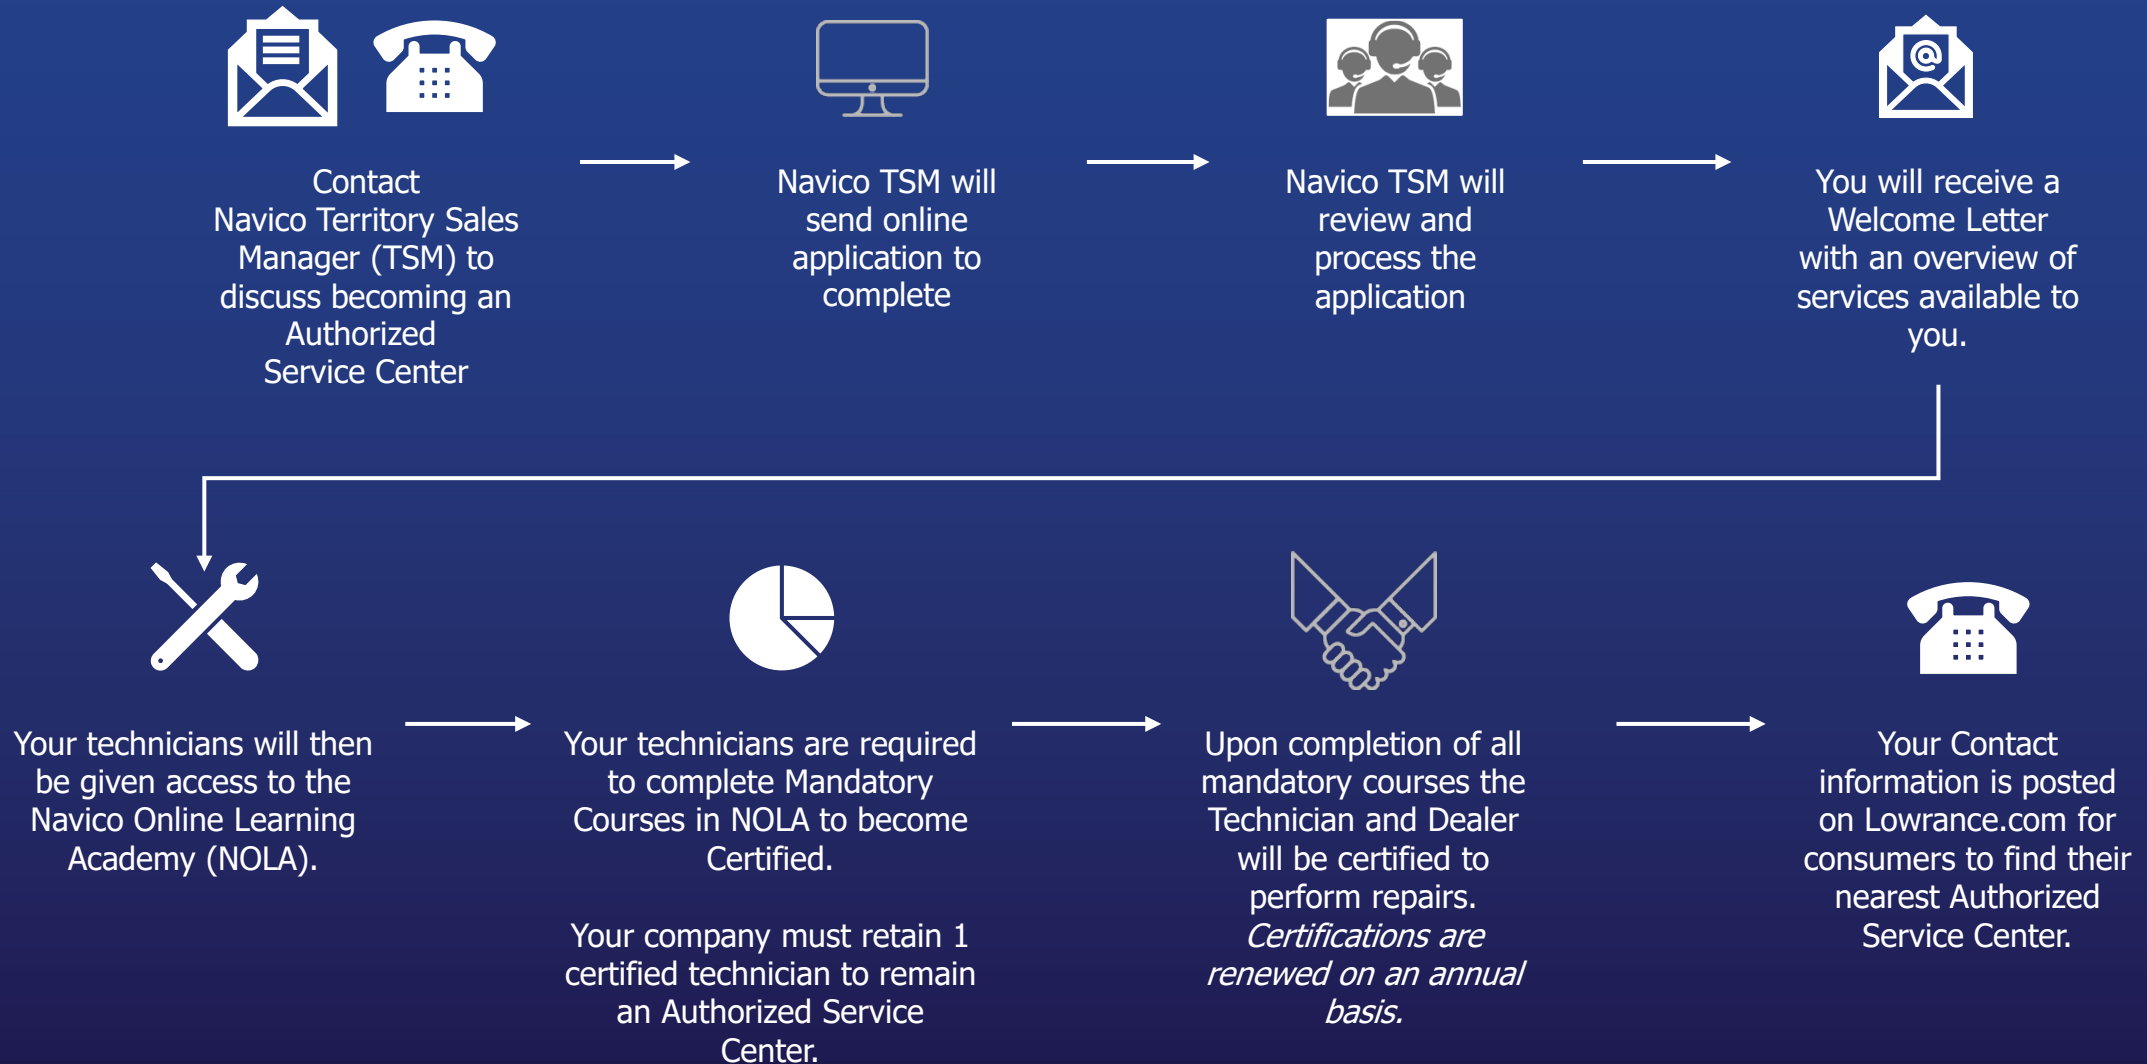 Contact
Navico Territory Sales
Manager (TSM) to
discuss becoming an
Authorized
Service Center
Navico TSM will
send online
application to
complete
Navico TSM will
review and
process the
application
@
You will receive a
Welcome Letter
with an overview of
services available to
you.
Your technicians will then
be given access to the
Navico Online Learning
Academy (NOLA).
Your technicians are required
to complete Mandatory
Courses in NOLA to become
Certified.
Your company must retain 1
certified technician to remain
an Authorized Service
Center.
Upon completion of all
mandatory courses the
Technician and Dealer
will be certified to
perform repairs.
Certifications are
renewed on an annual
basis.
Your Contact
information is posted
on Lowrance.com for
consumers to find their
nearest Authorized
Service Center.